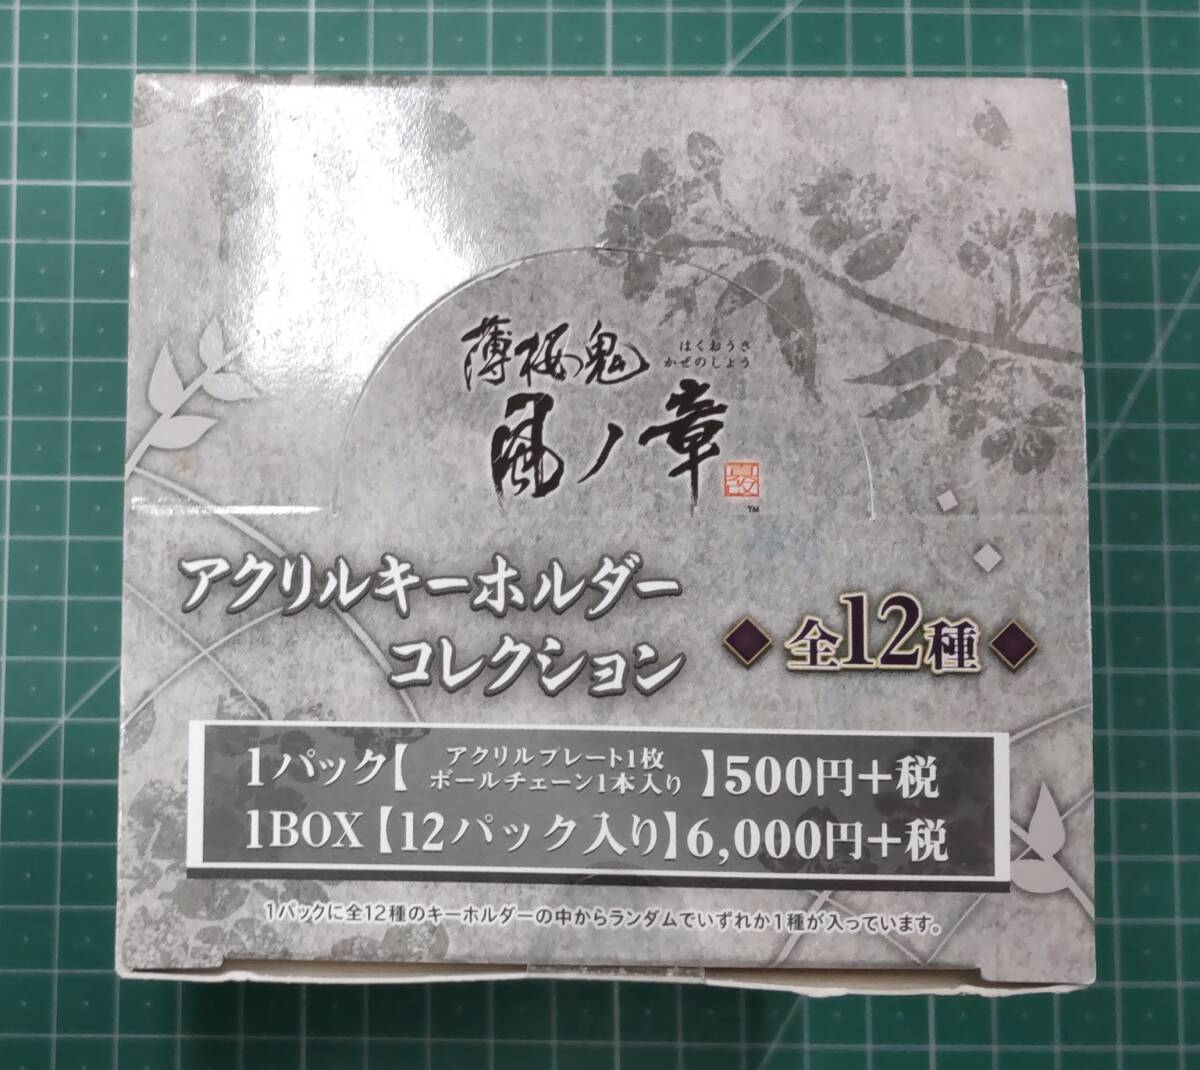 薄桜鬼
はくおうき
かぜのしょう
風ノ章
TM
アクリルキーホルダー
コレクション
◆全12種◆
1パック【アクリルプレート1枚
ボールチェーン1本入り】500円+税
1BOX【12パック入り】6,000円+税
1パックに全12種のキーホルダーの中からランダムでいずれか1種が入っています。